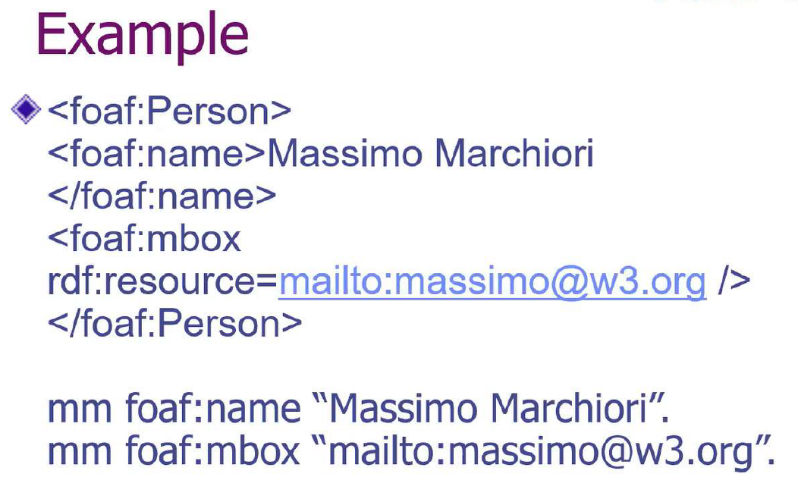 Example
<foaf:Person>
<foaf:name>Massimo Marchiori
</foaf:name>
<foaf:mbox
rdf:resource=mailto:massimo@w3.org />
</foaf:Person>
mm foaf:name “Massimo Marchiori”.
mm foaf:mbox “mailto:massimo@w3.org”.